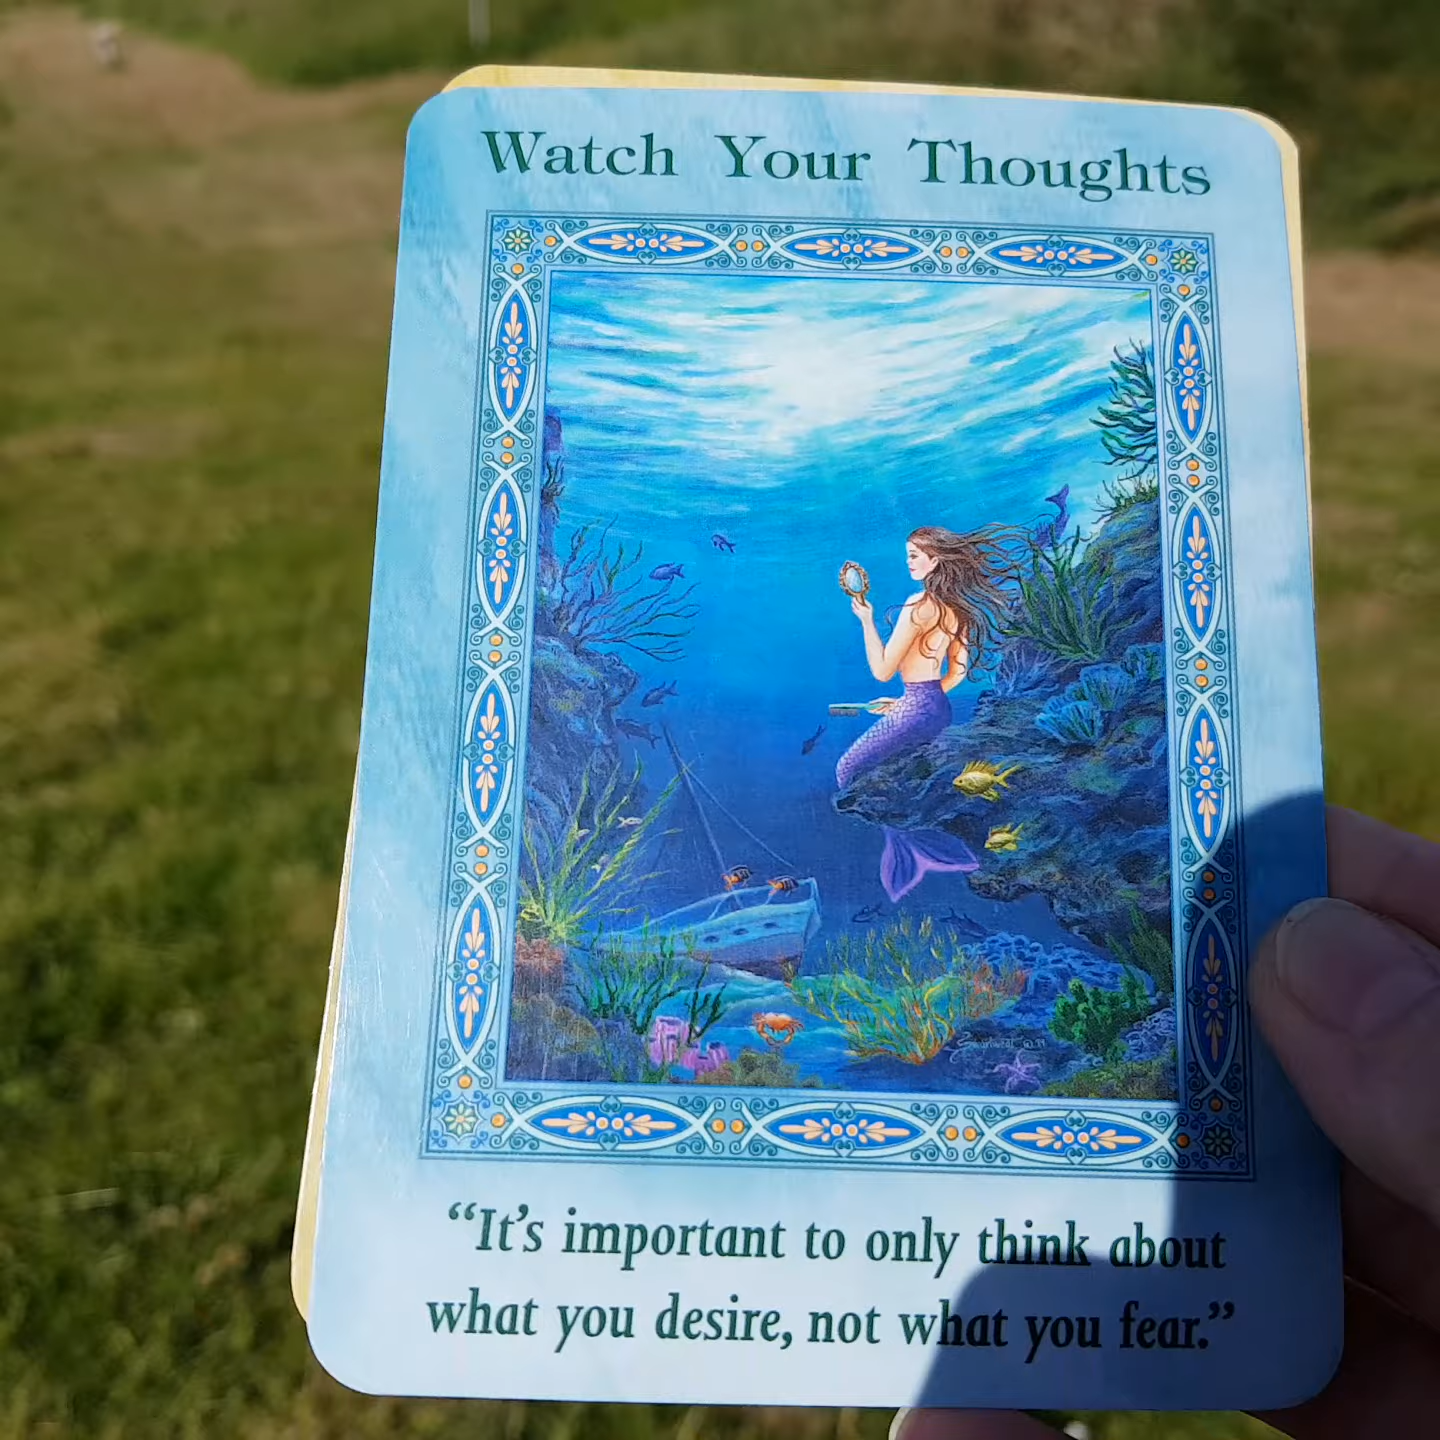 Watch Your Thoughts
“It’s important to only think about
what you desire, not what you fear.”